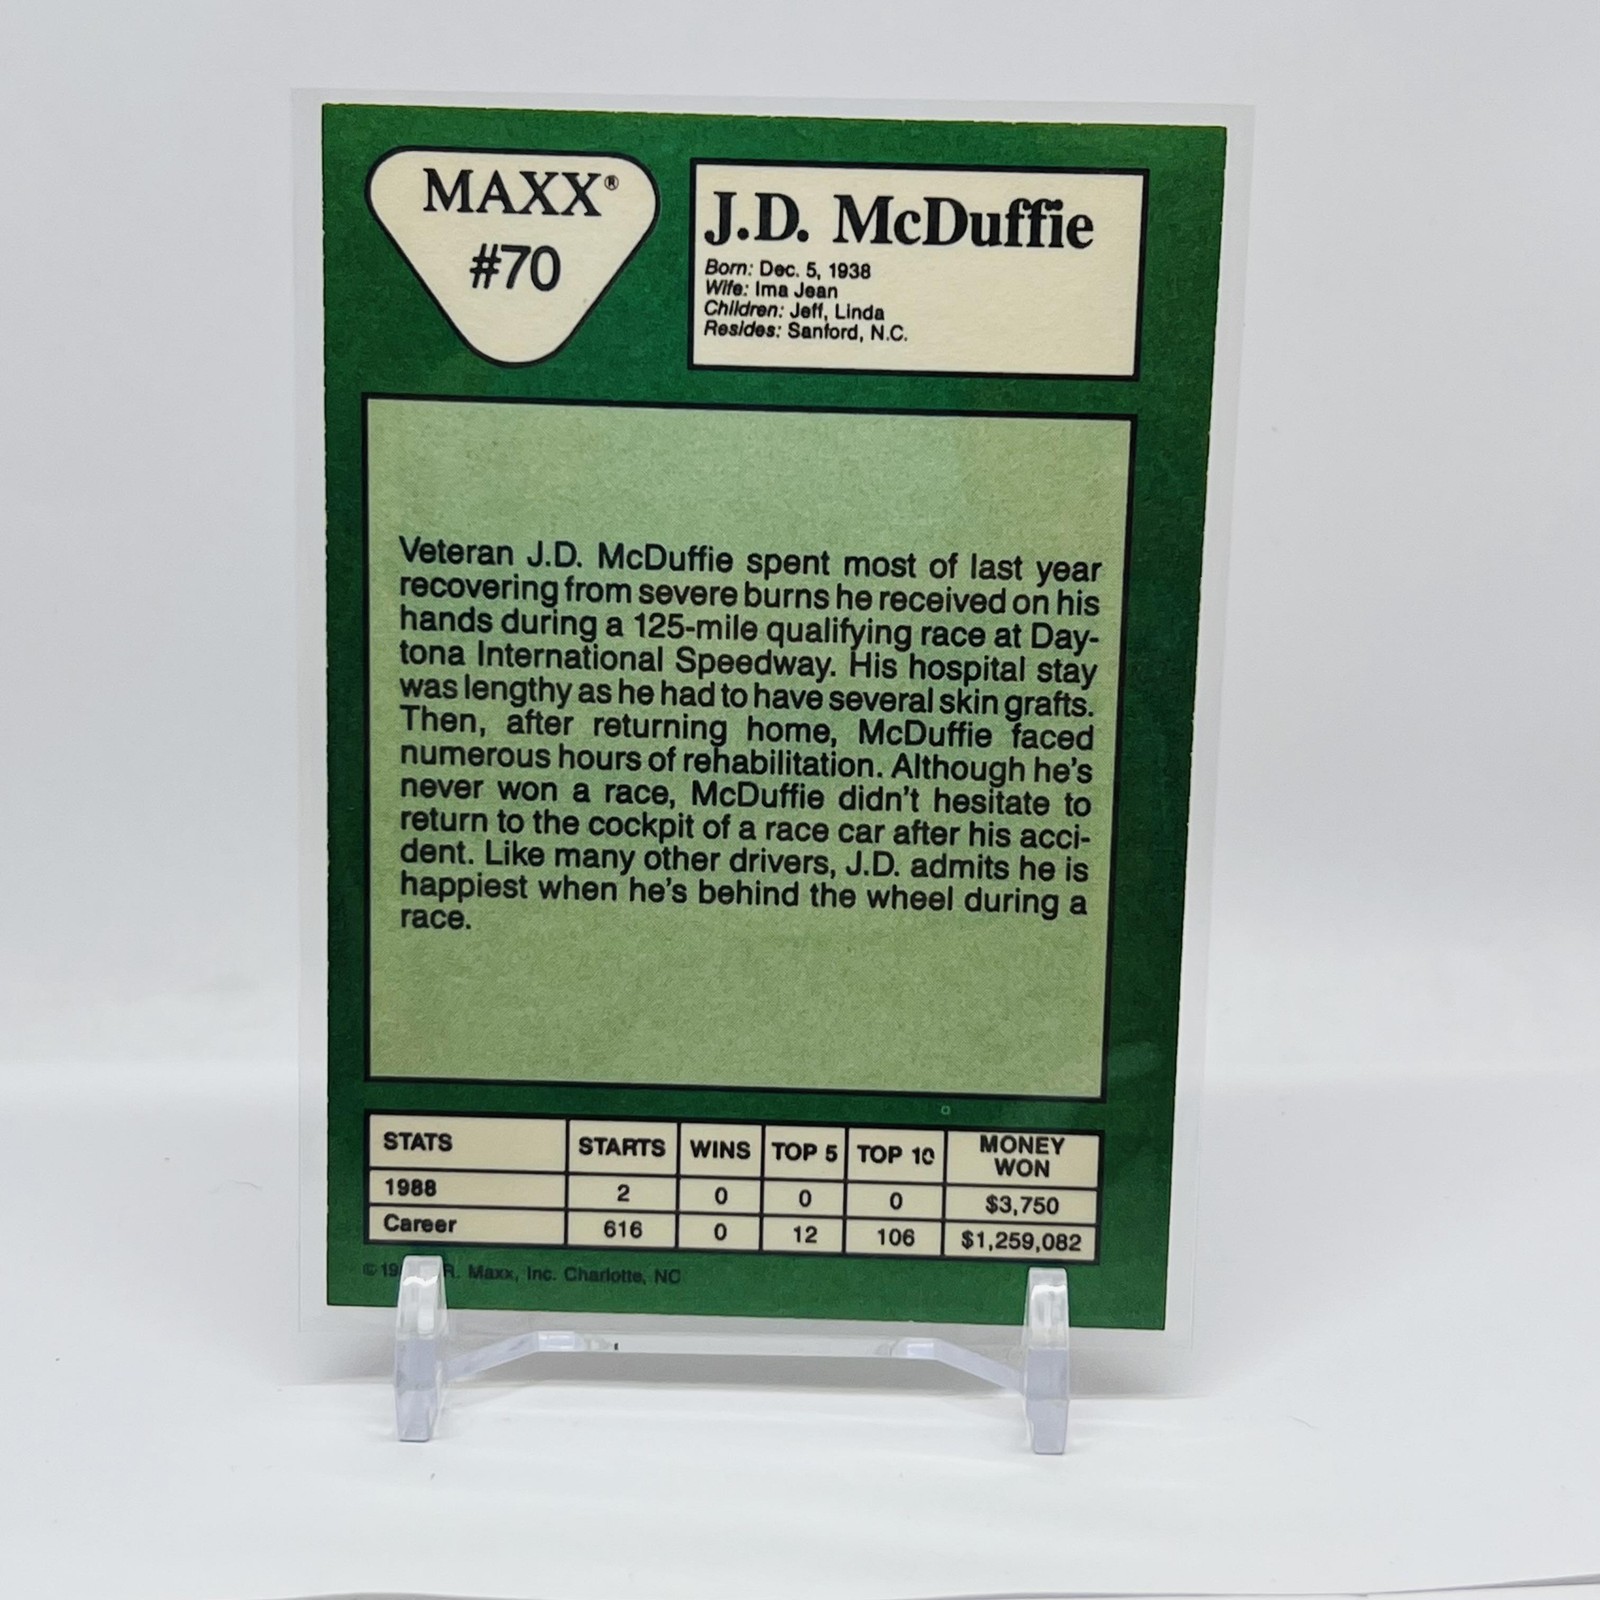 MAXX®
#70
J.D. McDuffie
Born: Dec. 5, 1938
Wife: Ima Jean
Children: Jeff, Linda
Resides: Sanford, N.C.
Veteran J.D. McDuffie spent most of last year
recovering from severe burns he received on his
hands during a 125-mile qualifying race at Day-
tona International Speedway. His hospital stay
was lengthy as he had to have several skin grafts.
Then, after returning home, McDuffie faced
numerous hours of rehabilitation. Although he's
never won a race, McDuffie didn't hesitate to
return to the cockpit of a race car after his acci-
dent. Like many other drivers, J.D. admits he is
happiest when he's behind the wheel during a
race.
STATS STARTS WINS TOP 5 TOP 10 MONEY WON
1988 2 0 0 0 $3,750
Career 616 0 12 106 $1,259,082
© R. Maxx, Inc. Charlotte, NC